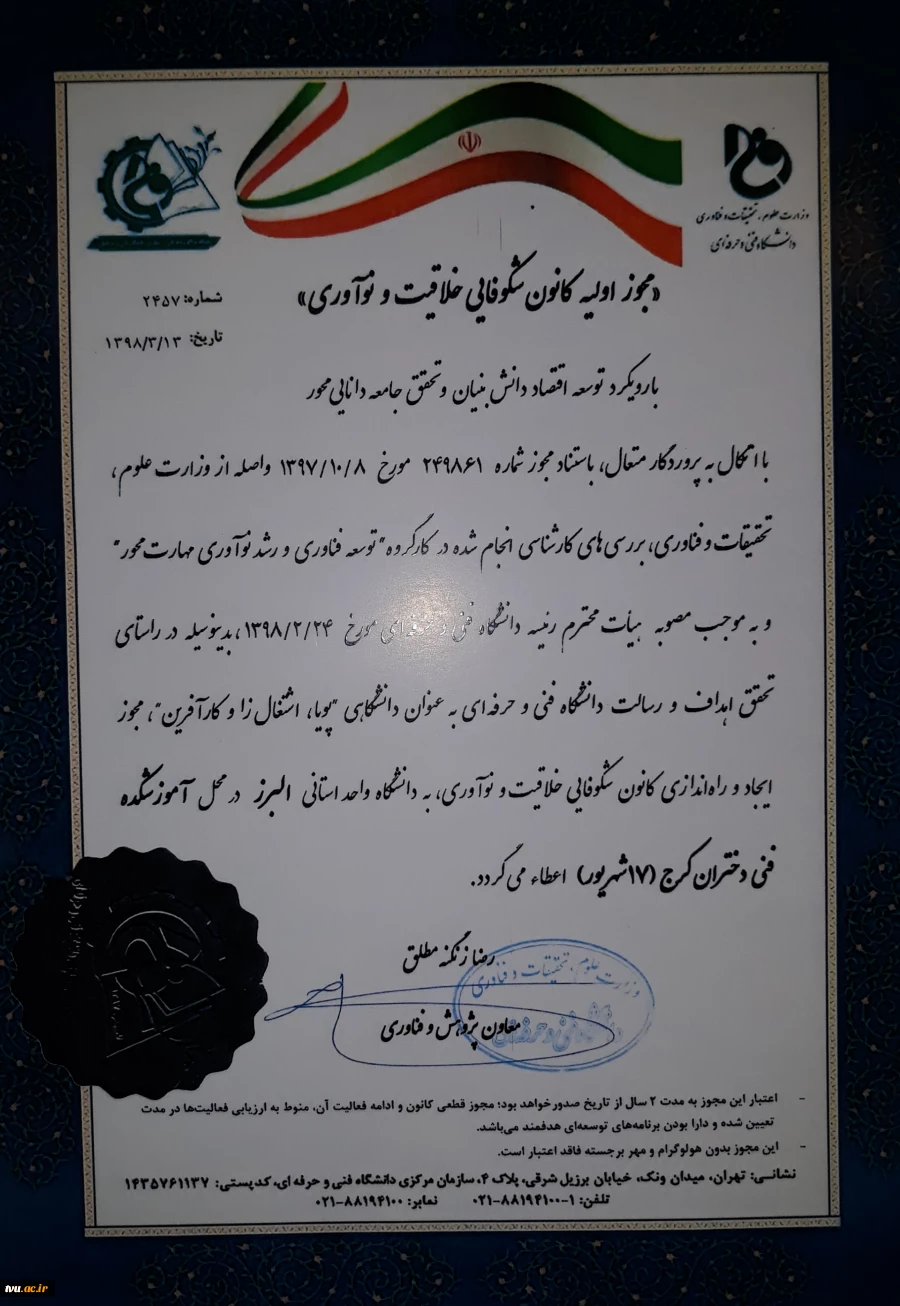 وزارت علوم، تحقیقات و فناوری
دانشگاه فنی و حرفه‌ای
«مجوز اولیه کانون شکوفایی خلاقیت و نوآوری»
شماره: ۲۴۵۷
تاریخ: ۱۳۹۸/۳/۱۳
با رویکرد توسعه اقتصاد دانش بنیان و تحقق جامعه دانایی محور
با اتکال به پروردگار متعال، باستناد مجوز شماره ۲۴۹۸۶۱ مورخ ۱۳۹۷/۱۰/۸ واصله از وزارت علوم،
تحقیقات و فناوری، بررسی های کارشناسی انجام شده در کارگروه "توسعه فناوری و رشد نوآوری مهارت محور"
و به موجب مصوبه هیأت محترم رئیسه دانشگاه فنی و حرفه‌ای مورخ ۱۳۹۸/۲/۲۴، بدینوسیله در راستای
تحقق اهداف و رسالت دانشگاه فنی و حرفه ای به عنوان دانشگاهی "پویا، اشتغال زا و کارآفرین"، مجوز
ایجاد و راه‌اندازی کانون شکوفایی خلاقیت و نوآوری، به دانشگاه واحد استانی البرز در محل آموزشکده
فنی دختران کرج (۱۷شهریور) اعطاء می گردد.
رضا زنگنه مطلق
معاون پژوهش و فناوری
وزارت علوم، تحقیقات و فناوری
دانشگاه فنی و حرفه‌ای
- اعتبار این مجوز به مدت ۲ سال از تاریخ صدور خواهد بود؛ مجوز قطعی کانون و ادامه فعالیت آن، منوط به ارزیابی فعالیت‌ها در مدت
تعیین شده و دارا بودن برنامه‌های توسعه‌ای هدفمند می‌باشد.
- این مجوز بدون هولوگرام و مهر برجسته فاقد اعتبار است.
نشانی: تهران، میدان ونک، خیابان برزیل شرقی، پلاک ۴، سازمان مرکزی دانشگاه فنی و حرفه ای، کدپستی: ۱۴۳۵۷۶۱۱۳۷
تلفن: ۱-۸۸۱۹۴۱۰۰-۰۲۱ نمابر: ۸۸۱۹۴۱۰۰-۰۲۱
tvu.ac.ir